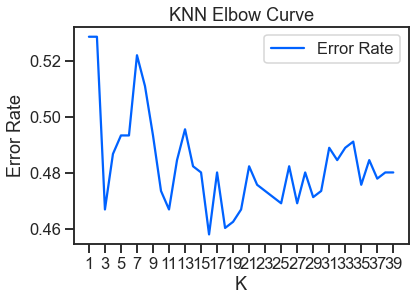 KNN Elbow Curve
Error Rate
0.52
0.50
0.48
0.46
Error Rate
1 3 5 7 9 11 13 15 17 19 21 23 25 27 29 31 33 35 37 39
K